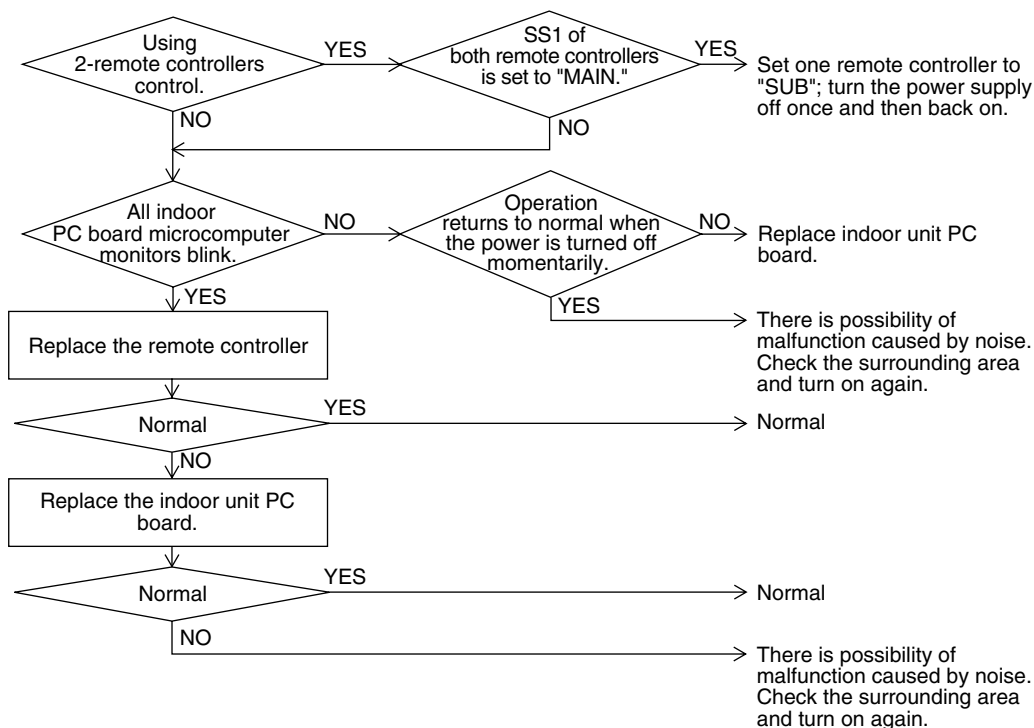 Using
2-remote controllers
control.
YES
SS1 of
both remote controllers
is set to "MAIN."
YES
Set one remote controller to
"SUB"; turn the power supply
off once and then back on.
NO
NO
All indoor
PC board microcomputer
monitors blink.
NO
Operation
returns to normal when
the power is turned off
momentarily.
NO
Replace indoor unit PC
board.
YES
YES
There is possibility of
malfunction caused by noise.
Check the surrounding area
and turn on again.
Replace the remote controller
Normal
YES
Normal
NO
Replace the indoor unit PC
board.
Normal
YES
Normal
NO
There is possibility of
malfunction caused by noise.
Check the surrounding area
and turn on again.